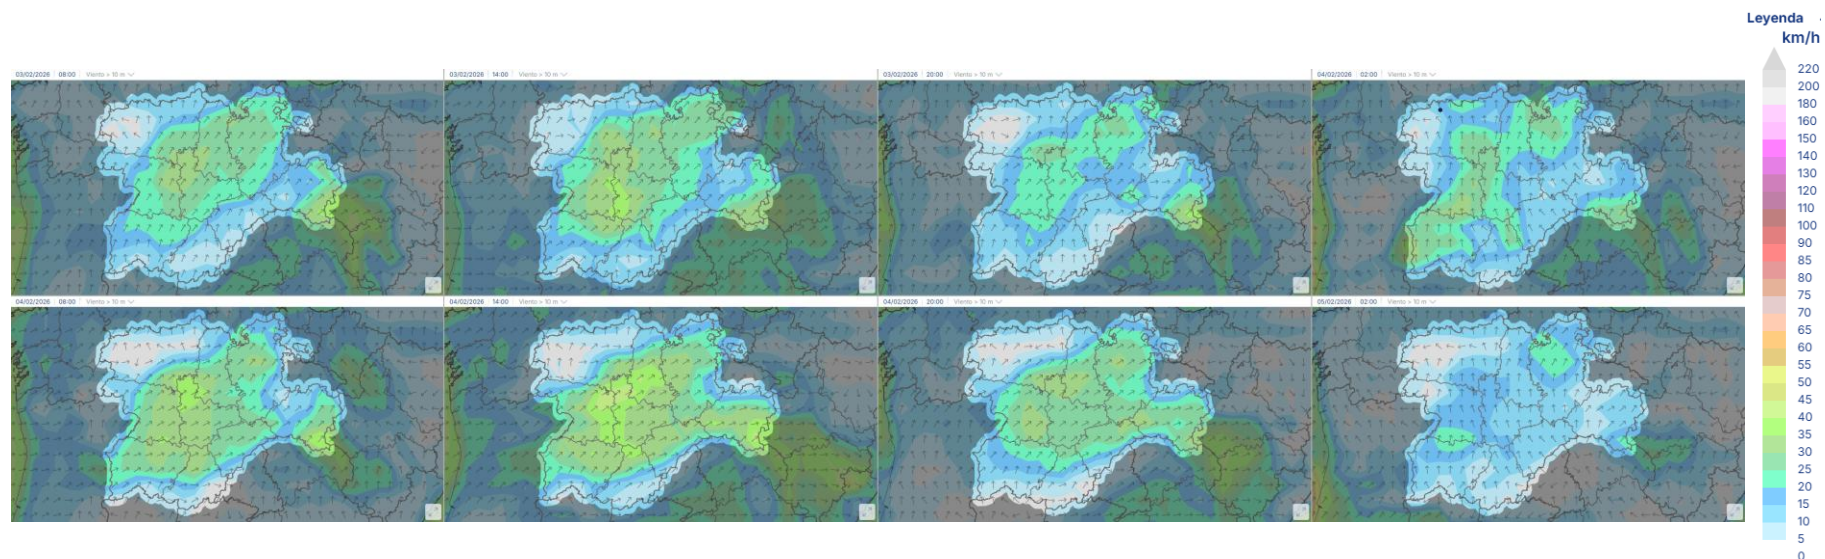 Leyenda
km/h
03/02/2026 08:00 Viento > 10 m
03/02/2026 14:00 Viento > 10 m
03/02/2026 20:00 Viento > 10 m
04/02/2026 02:00 Viento > 10 m
04/02/2026 08:00 Viento > 10 m
04/02/2026 14:00 Viento > 10 m
04/02/2026 20:00 Viento > 10 m
05/02/2026 02:00 Viento > 10 m
220
200
180
160
150
140
130
120
110
100
90
85
80
75
70
65
60
55
50
45
40
35
30
25
20
15
10
5
0